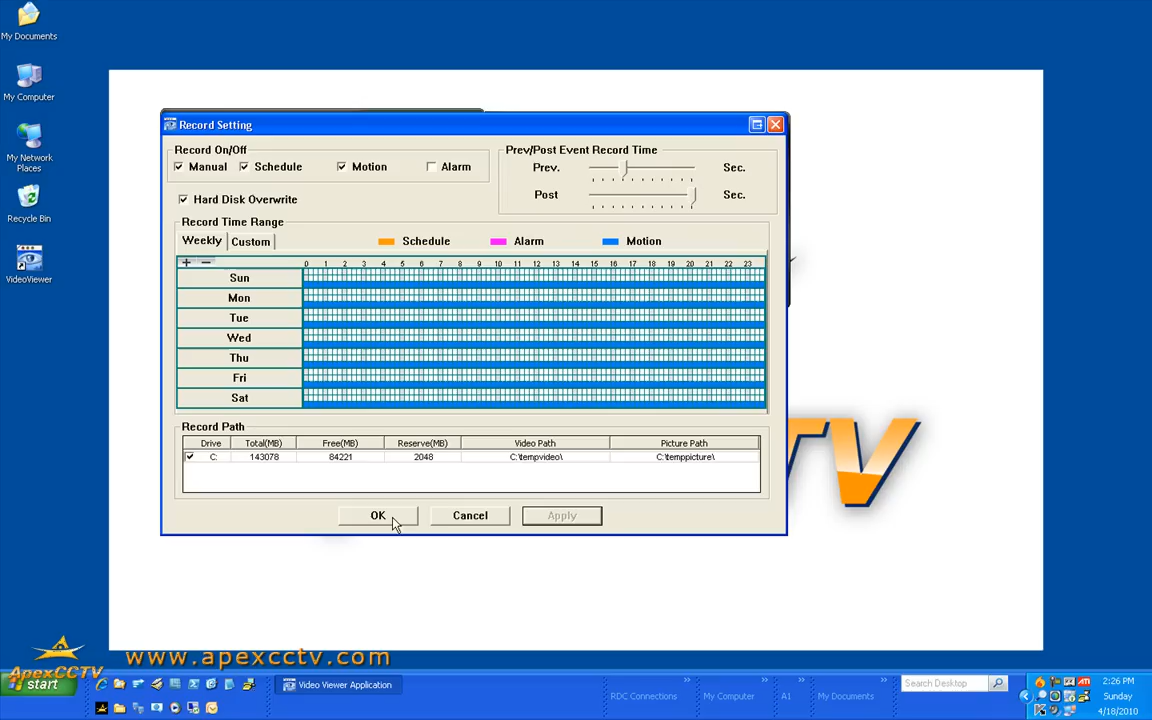 My Documents
My Computer
My Network
Places
Recycle Bin
VideoViewer
Record Setting
Record On/Off
Manual Schedule Motion Alarm
Hard Disk Overwrite
Prev/Post Event Record Time
Prev. Sec.
Post Sec.
Record Time Range
Weekly Custom Schedule Alarm Motion
+ − 0 1 2 3 4 5 6 7 8 9 10 11 12 13 14 15 16 17 18 19 20 21 22 23
Sun
Mon
Tue
Wed
Thu
Fri
Sat
Record Path
Drive Total(MB) Free(MB) Reserve(MB) Video Path Picture Path
C: 143078 84221 2048 C:\tempvideo\ C:\temppicture\
OK Cancel Apply
TV
www.apexcctv.com
ApexCCTV
start Video Viewer Application RDC Connections » My Computer » A1 » My Documents » Search Desktop
2:26 PM
Sunday
4/18/2010